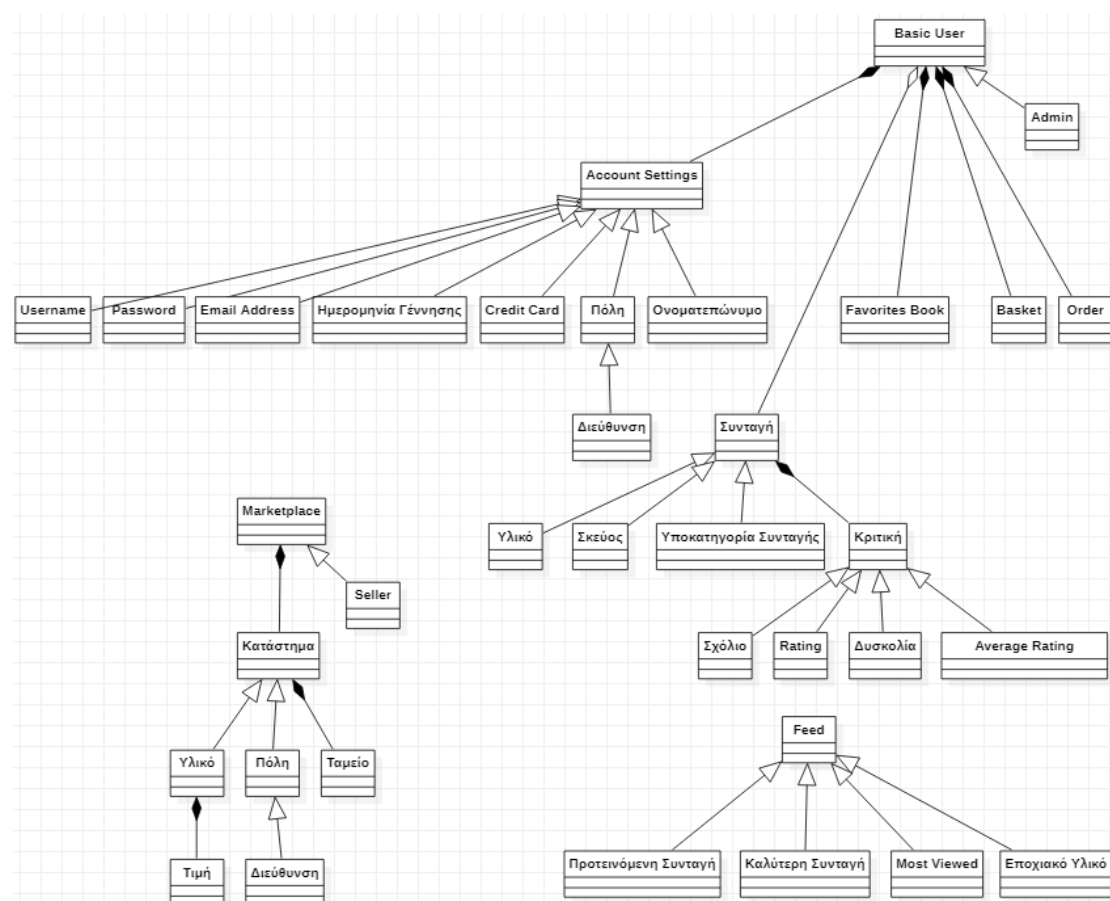 Basic User
Admin
Account Settings
Username
Password
Email Address
Ημερομηνία Γέννησης
Credit Card
Πόλη
Ονοματεπώνυμο
Favorites Book
Basket
Order
Διεύθυνση
Συνταγή
Marketplace
Υλικό
Σκεύος
Υποκατηγορία Συνταγής
Κριτική
Seller
Κατάστημα
Σχόλιο
Rating
Δυσκολία
Average Rating
Feed
Υλικό
Πόλη
Ταμείο
Προτεινόμενη Συνταγή
Καλύτερη Συνταγή
Most Viewed
Εποχιακό Υλικό
Τιμή
Διεύθυνση